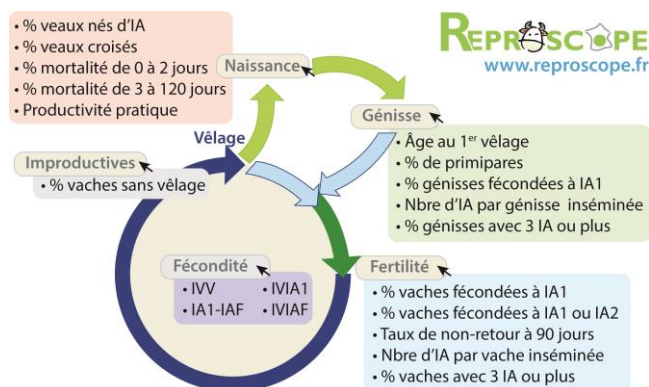 • % veaux nés d'IA
• % veaux croisés
• % mortalité de 0 à 2 jours
• % mortalité de 3 à 120 jours
• Productivité pratique
Naissance
REPROSCOPE
www.reproscope.fr
Génisse
• Âge au 1er vêlage
• % de primipares
• % génisses fécondées à IA1
• Nbre d'IA par génisse inséminée
• % génisses avec 3 IA ou plus
Vêlage
Improductives
• % vaches sans vêlage
Fécondité
• IVV • IVIA1
• IA1-IAF • IVIAF
Fertilité
• % vaches fécondées à IA1
• % vaches fécondées à IA1 ou IA2
• Taux de non-retour à 90 jours
• Nbre d'IA par vache inséminée
• % vaches avec 3 IA ou plus